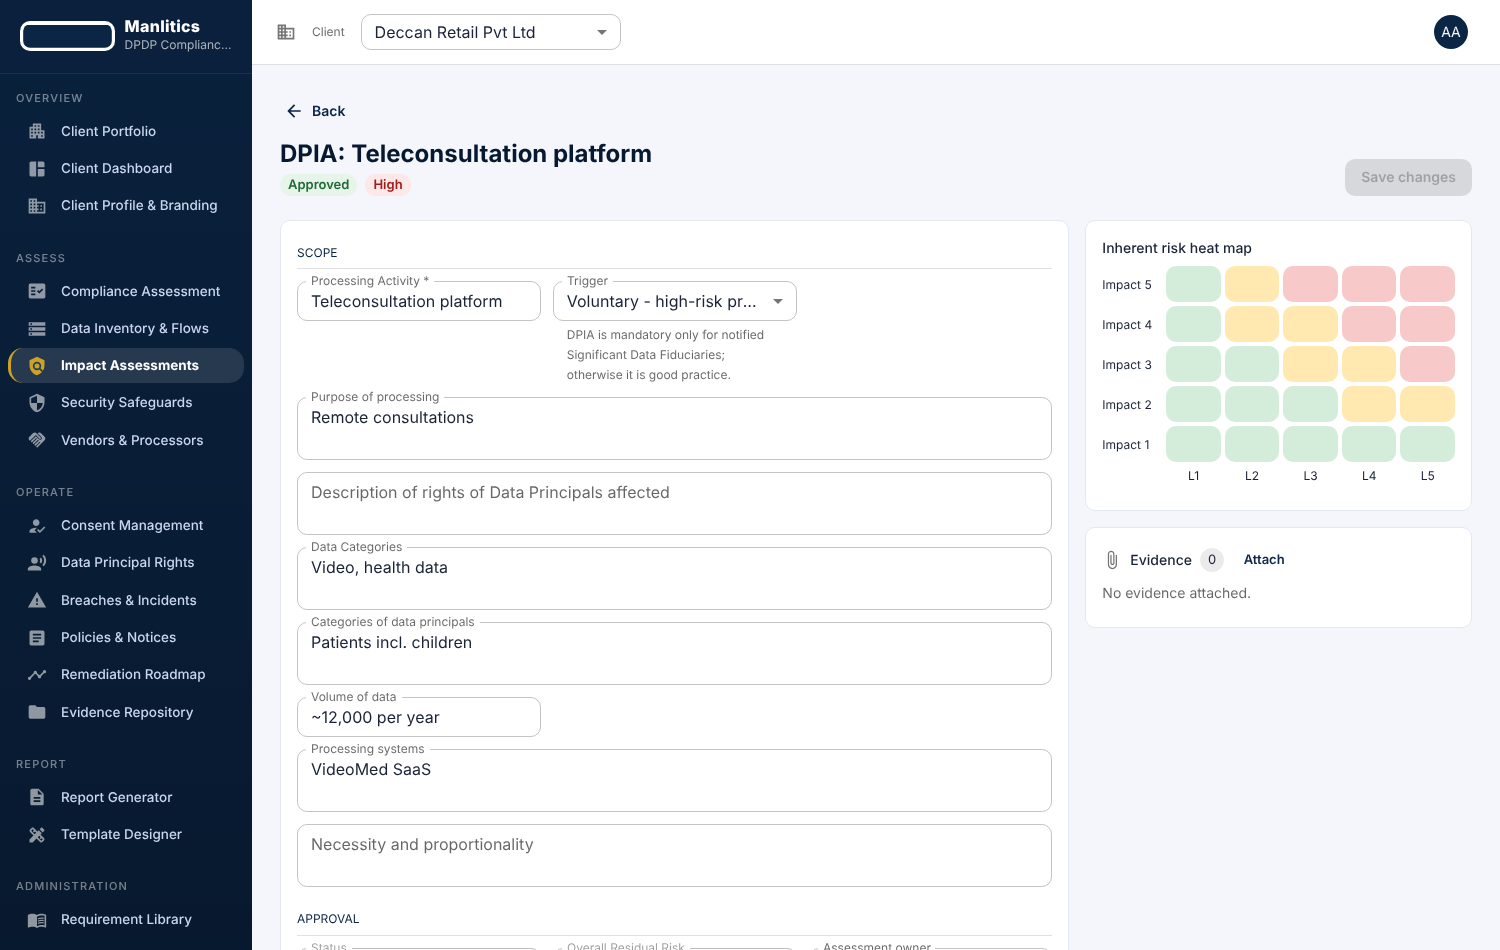 Manlitics
DPDP Complianc...
OVERVIEW
Client Portfolio
Client Dashboard
Client Profile & Branding
ASSESS
Compliance Assessment
Data Inventory & Flows
Impact Assessments
Security Safeguards
Vendors & Processors
OPERATE
Consent Management
Data Principal Rights
Breaches & Incidents
Policies & Notices
Remediation Roadmap
Evidence Repository
REPORT
Report Generator
Template Designer
ADMINISTRATION
Requirement Library
Client
Deccan Retail Pvt Ltd
AA
Back
DPIA: Teleconsultation platform
Approved High
Save changes
SCOPE
Processing Activity *
Teleconsultation platform
Trigger
Voluntary - high-risk pr...
DPIA is mandatory only for notified
Significant Data Fiduciaries;
otherwise it is good practice.
Purpose of processing
Remote consultations
Description of rights of Data Principals affected
Data Categories
Video, health data
Categories of data principals
Patients incl. children
Volume of data
~12,000 per year
Processing systems
VideoMed SaaS
Necessity and proportionality
APPROVAL
Status
Overall Residual Risk
Assessment owner
Inherent risk heat map
Impact 5
Impact 4
Impact 3
Impact 2
Impact 1
L1 L2 L3 L4 L5
Evidence 0 Attach
No evidence attached.